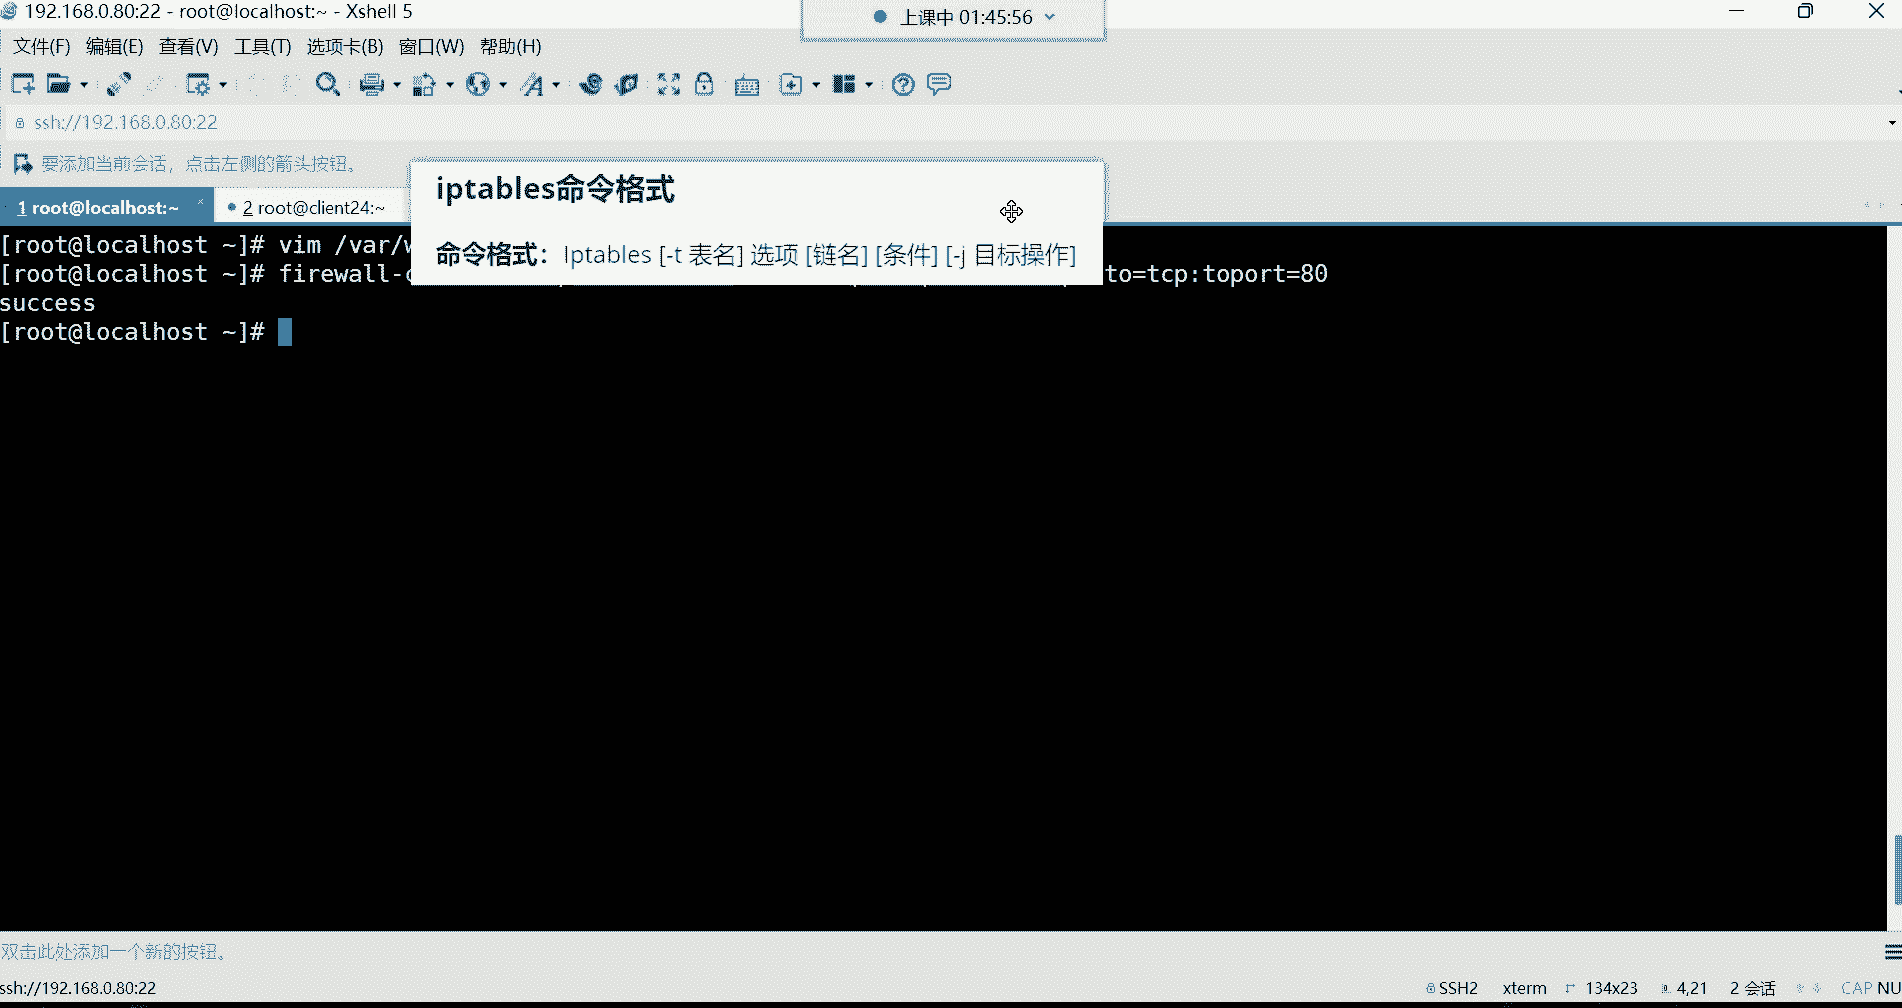 192.168.0.80:22 - root@localhost:~ - Xshell 5
上课中 01:45:56
文件(F) 编辑(E) 查看(V) 工具(T) 选项卡(B) 窗口(W) 帮助(H)
ssh://192.168.0.80:22
要添加当前会话，点击左侧的箭头按钮。
1 root@localhost:~
2 root@client24:~
iptables命令格式
命令格式：Iptables [-t 表名] 选项 [链名] [条件] [-j 目标操作]
[root@localhost ~]# vim /var/
[root@localhost ~]# firewall- to=tcp:toport=80
success
[root@localhost ~]#
双击此处添加一个新的按钮。
ssh://192.168.0.80:22
SSH2 xterm 134x23 4,21 2 会话 CAP NU